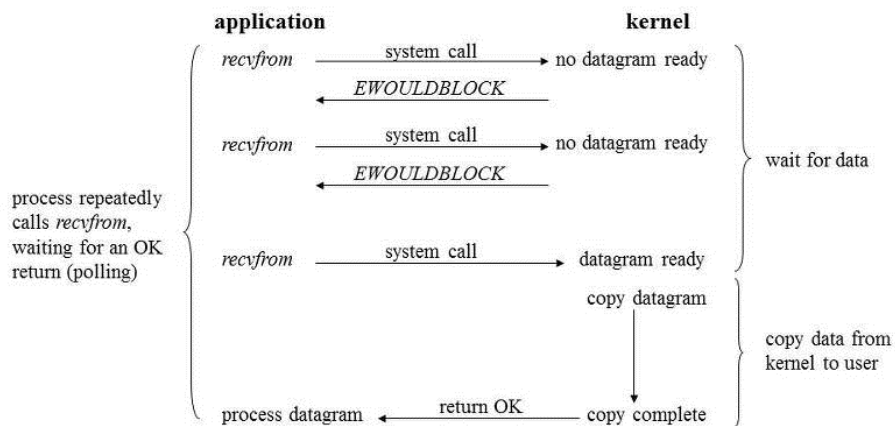 application kernel
recvfrom system call no datagram ready
EWOULDBLOCK
recvfrom system call no datagram ready
EWOULDBLOCK
wait for data
process repeatedly
calls recvfrom,
waiting for an OK
return (polling)
recvfrom system call datagram ready
copy datagram
copy data from
kernel to user
process datagram return OK copy complete